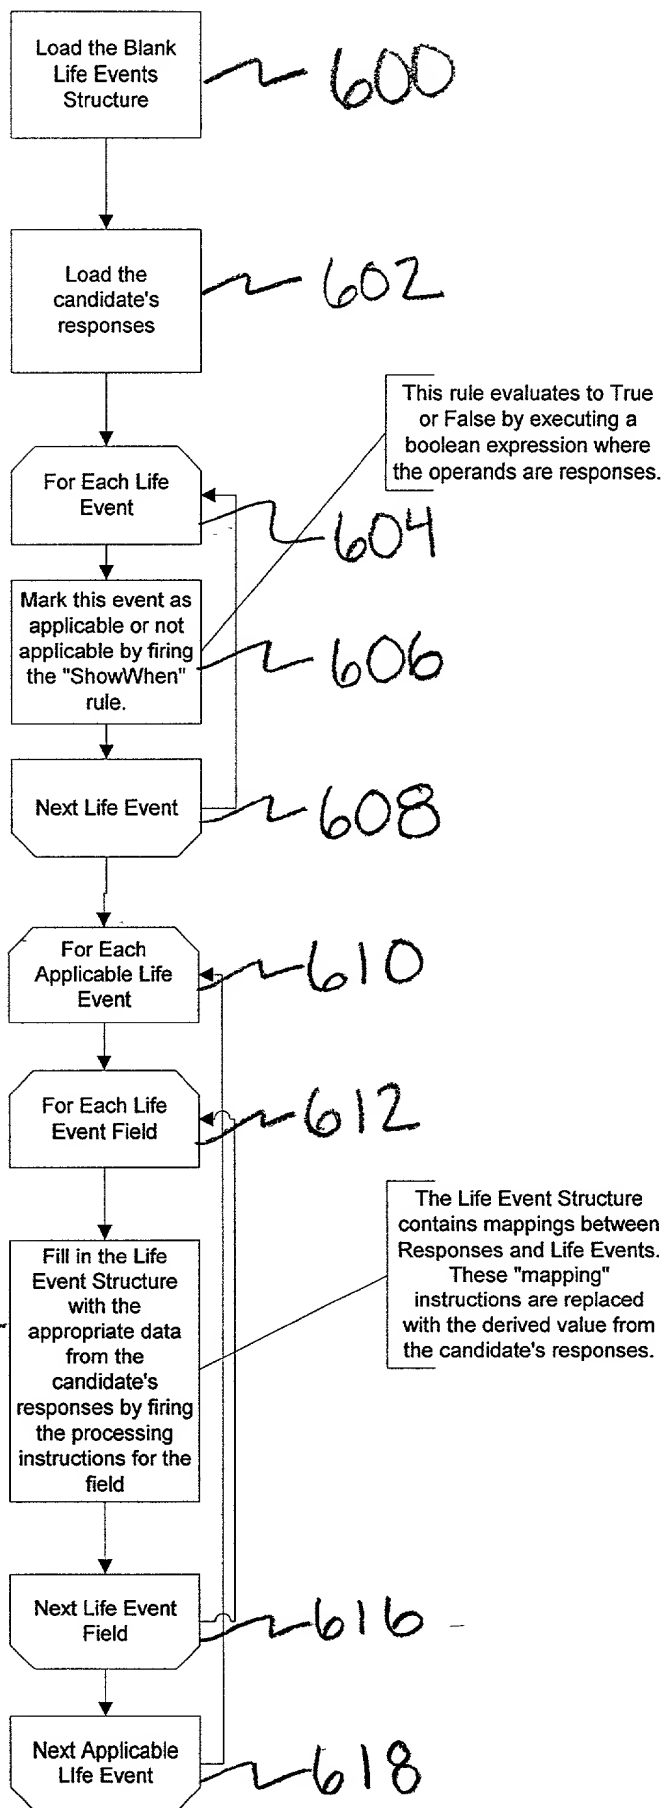 Load the Blank
Life Events
Structure
600
Load the
candidate's
responses
602
This rule evaluates to True
or False by executing a
boolean expression where
the operands are responses.
For Each Life
Event
604
Mark this event as
applicable or not
applicable by firing
the "ShowWhen"
rule.
606
Next Life Event
608
For Each
Applicable Life
Event
610
For Each Life
Event Field
612
The Life Event Structure
contains mappings between
Responses and Life Events.
These "mapping"
instructions are replaced
with the derived value from
the candidate's responses.
Fill in the Life
Event Structure
with the
appropriate data
from the
candidate's
responses by firing
the processing
instructions for the
field
Next Life Event
Field
616
Next Applicable
LIfe Event
618